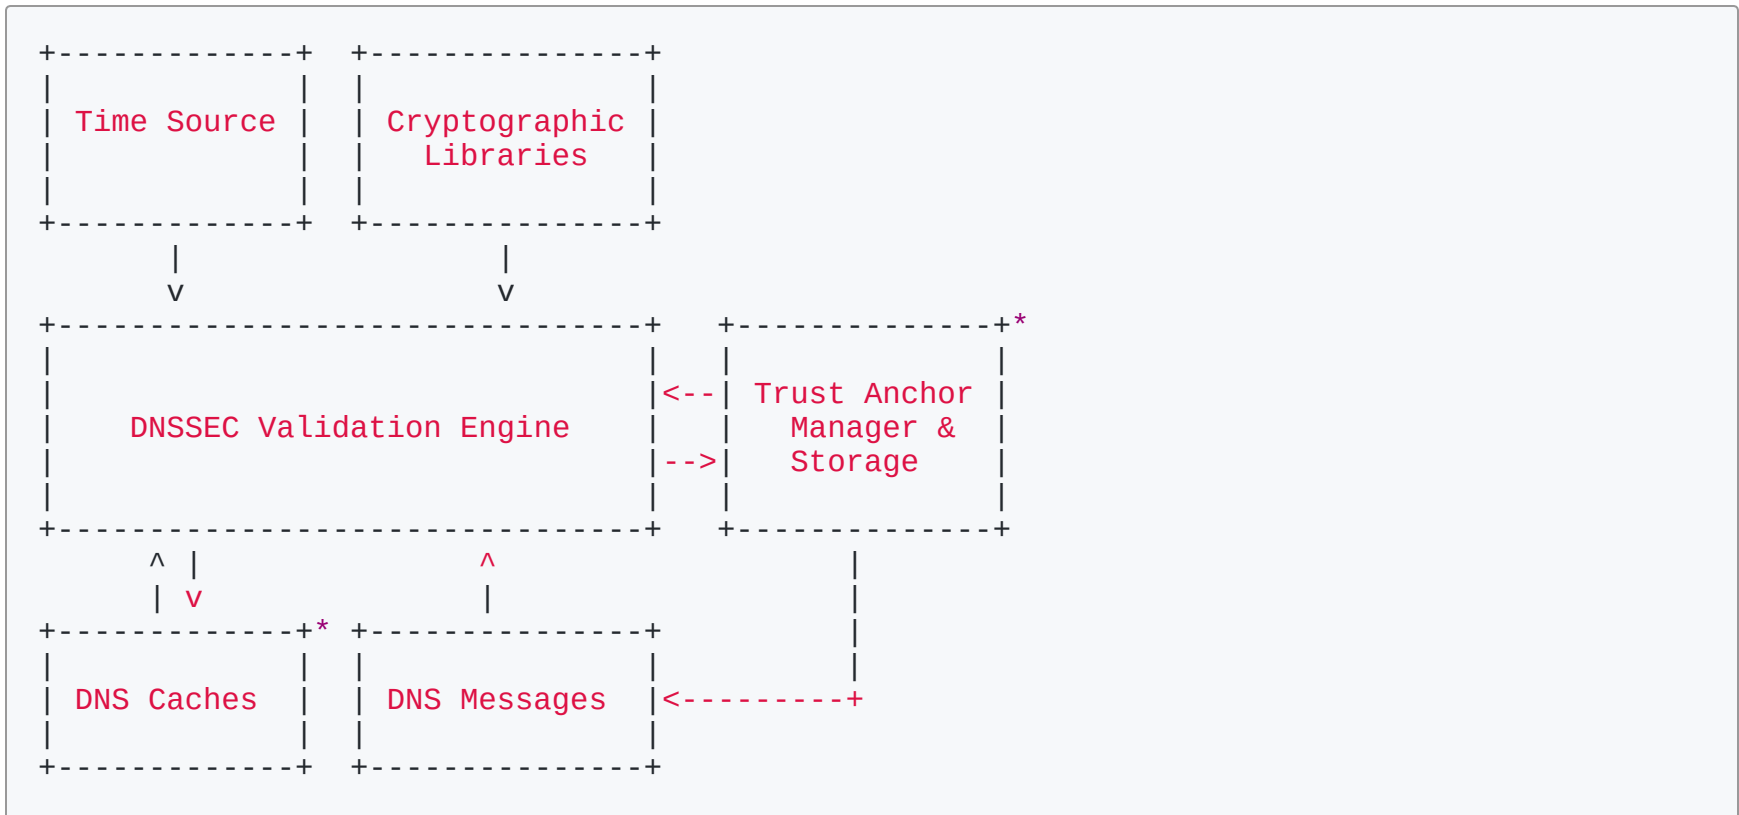 +-------------+  +---------------+
|             |  |               |
| Time Source |  | Cryptographic |
|             |  |   Libraries   |
|             |  |               |
+-------------+  +---------------+
       |                 |
       v                 v
+--------------------------------+   +--------------+*
|                                |   |              |
|                                |<--| Trust Anchor |
|    DNSSEC Validation Engine    |   |   Manager &  |
|                                |-->|   Storage    |
|                                |   |              |
+--------------------------------+   +--------------+
      ^ |               ^                   |
      | v               |                   |
+-------------+* +---------------+          |
|             |  |               |          |
| DNS Caches  |  | DNS Messages  |<---------+
|             |  |               |
+-------------+  +---------------+